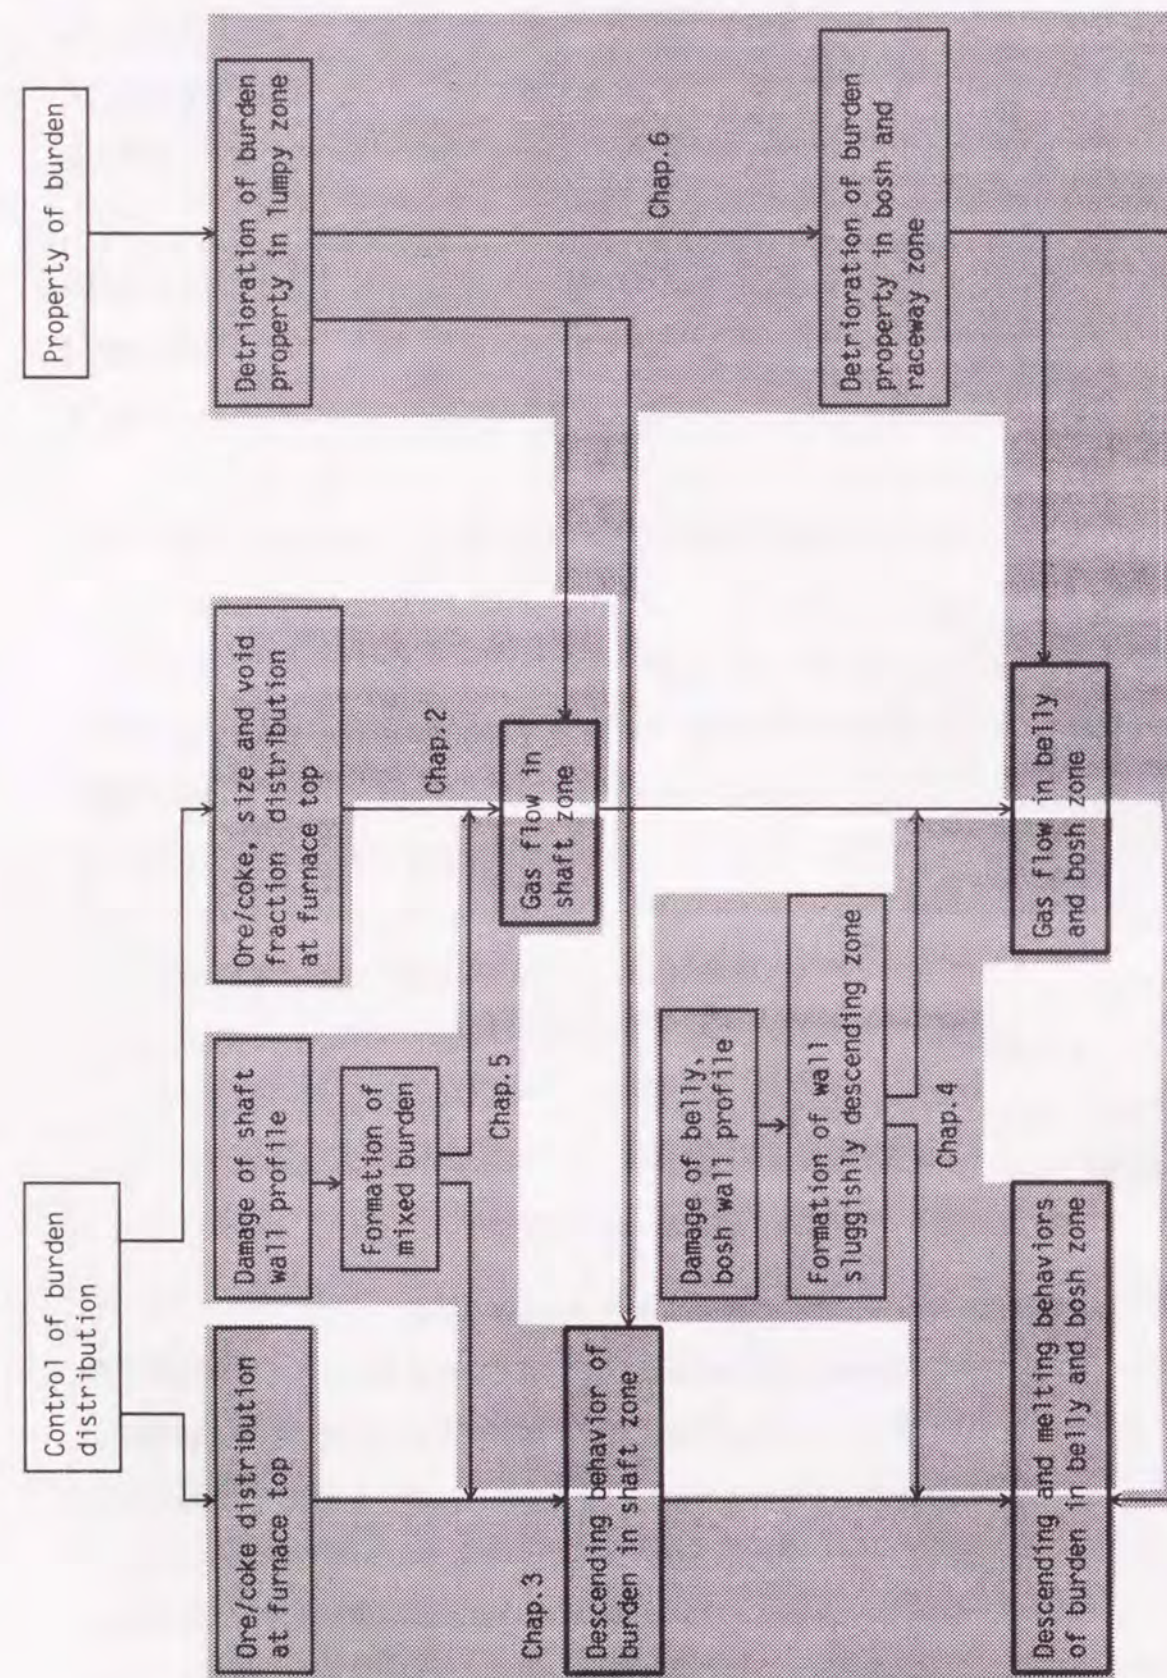 Control of burden
distribution
Property of burden
Ore/coke distribution
at furnace top
Damage of shaft
wall profile
Ore/coke, size and void
fraction distribution
at furnace top
Detrioration of burden
property in lumpy zone
Formation of
mixed burden
Chap.2
Chap.5
Chap.3
Gas flow in
shaft zone
Descending behavior of
burden in shaft zone
Chap.6
Damage of belly,
bosh wall profile
Formation of wall
sluggishly descending zone
Detrioration of burden
property in bosh and
raceway zone
Chap.4
Descending and melting behaviors
of burden in belly and bosh zone
Gas flow in belly
and bosh zone